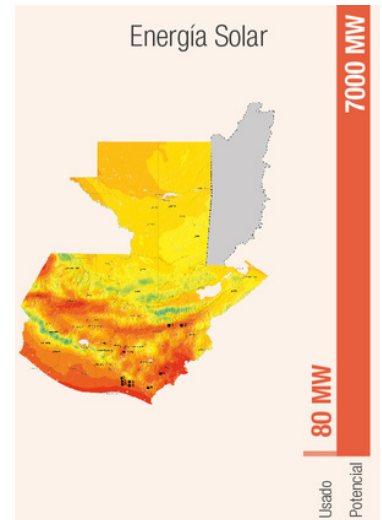 Energía Solar
7000 MW
80 MW
Usado
Potencial